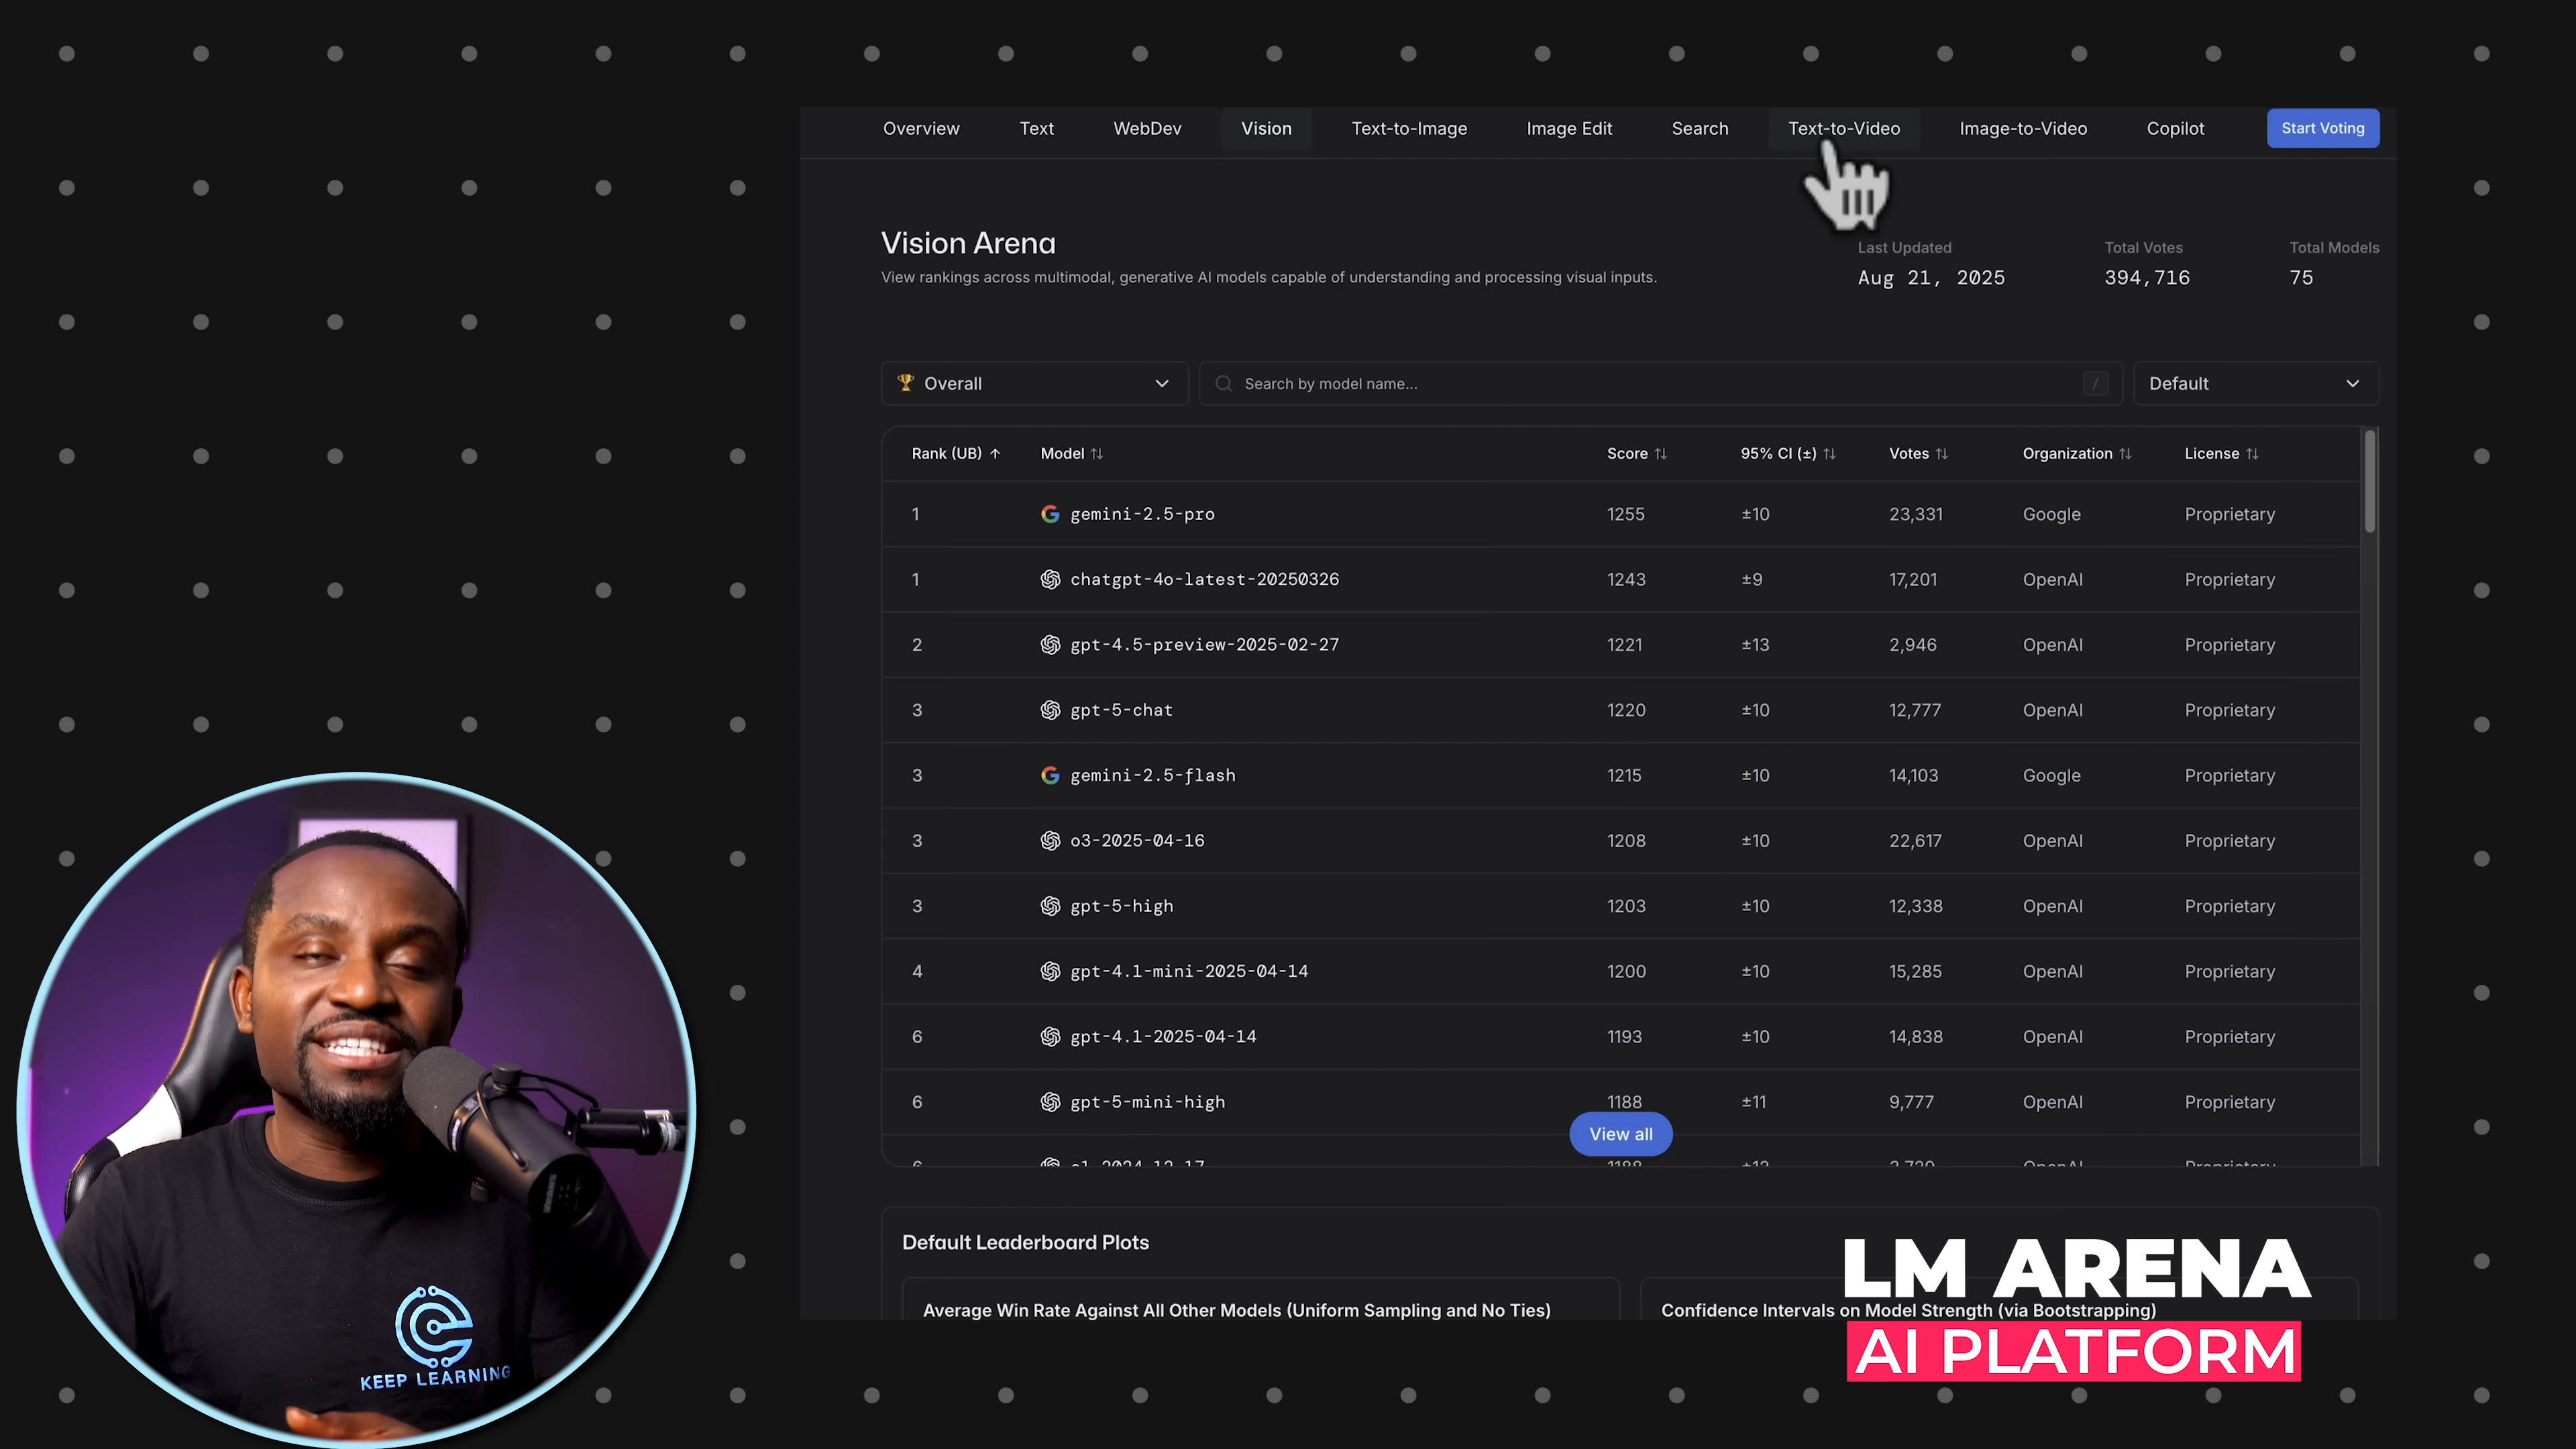 Overview Text WebDev Vision Text-to-Image Image Edit Search Text-to-Video Image-to-Video Copilot Start Voting
Vision Arena
View rankings across multimodal, generative AI models capable of understanding and processing visual inputs.
Last Updated Total Votes Total Models
Aug 21, 2025 394,716 75
Overall Search by model name... / Default
Rank (UB) Model Score 95% CI (±) Votes Organization License
1 gemini-2.5-pro 1255 ±10 23,331 Google Proprietary
1 chatgpt-4o-latest-20250326 1243 ±9 17,201 OpenAI Proprietary
2 gpt-4.5-preview-2025-02-27 1221 ±13 2,946 OpenAI Proprietary
3 gpt-5-chat 1220 ±10 12,777 OpenAI Proprietary
3 gemini-2.5-flash 1215 ±10 14,103 Google Proprietary
3 o3-2025-04-16 1208 ±10 22,617 OpenAI Proprietary
3 gpt-5-high 1203 ±10 12,338 OpenAI Proprietary
4 gpt-4.1-mini-2025-04-14 1200 ±10 15,285 OpenAI Proprietary
6 gpt-4.1-2025-04-14 1193 ±10 14,838 OpenAI Proprietary
6 gpt-5-mini-high 1188 ±11 9,777 OpenAI Proprietary
View all
6 o1-2024-12-17 1188 OpenAI Proprietary
Default Leaderboard Plots
Average Win Rate Against All Other Models (Uniform Sampling and No Ties)
Confidence Intervals on Model Strength (via Bootstrapping)
LM ARENA
AI PLATFORM
KEEP LEARNING